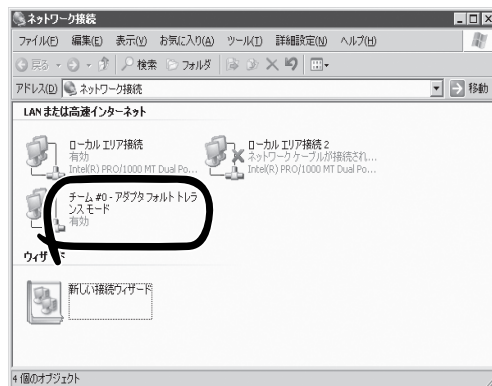 ネットワーク接続
ファイル(F) 編集(E) 表示(V) お気に入り(A) ツール(T) 詳細設定(N) ヘルプ(H)
戻る 検索 フォルダ
アドレス(D) ネットワーク接続 移動
LAN または高速インターネット
ローカル エリア接続
有効
Intel(R) PRO/1000 MT Dual Po...
ローカル エリア接続 2
ネットワーク ケーブルが接続され...
Intel(R) PRO/1000 MT Dual Po...
チーム #0 - アダプタ フォルト トレラ
ンス モード
有効
新しい接続ウィザード
4 個のオブジェクト